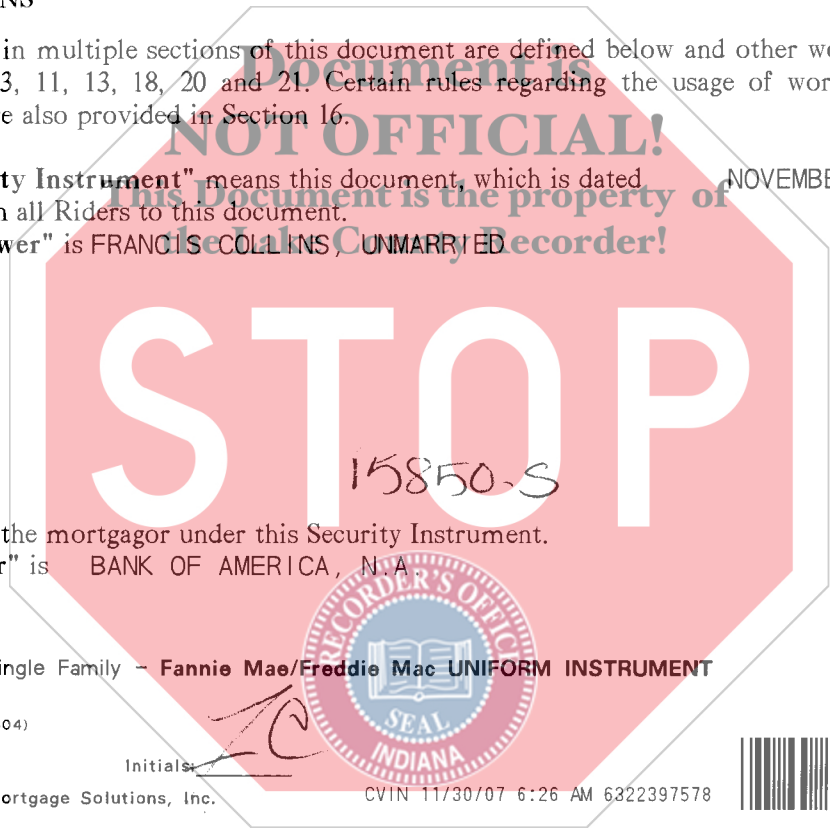 NS
in multiple sections of this document are defined below and other wo
3, 11, 13, 18, 20 and 21. Certain rules regarding the usage of wor
e also provided in Section 16.
Document is
NOT OFFICIAL!
This Document is the property of
the Lake County Recorder!
ty Instrument" means this document, which is dated NOVEMBE
n all Riders to this document.
wer" is FRANCIS COLLINS, UNMARRIED
STOP
15850.S
the mortgagor under this Security Instrument.
r" is BANK OF AMERICA, N.A.
RECORDER'S OFFICE
SEAL
INDIANA
ingle Family - Fannie Mae/Freddie Mac UNIFORM INSTRUMENT
04)
Initials:
ortgage Solutions, Inc.
CVIN 11/30/07 6:26 AM 6322397578